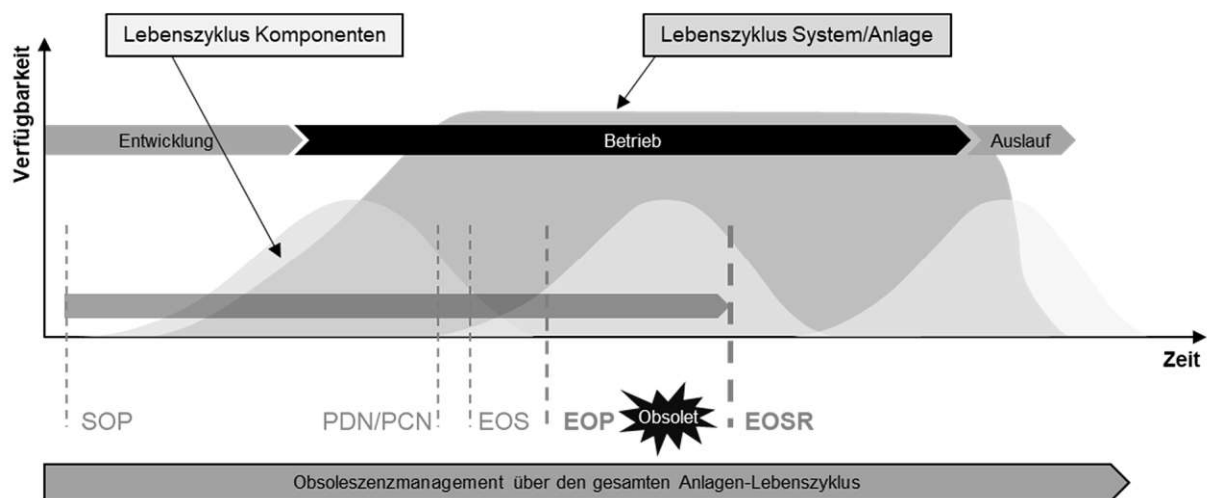 Lebenszyklus Komponenten
Lebenszyklus System/Anlage
Verfügbarkeit
Entwicklung
Betrieb
Auslauf
Zeit
SOP
PDN/PCN
EOS
EOP
Obsolet
EOSR
Obsoleszenzmanagement über den gesamten Anlagen-Lebenszyklus